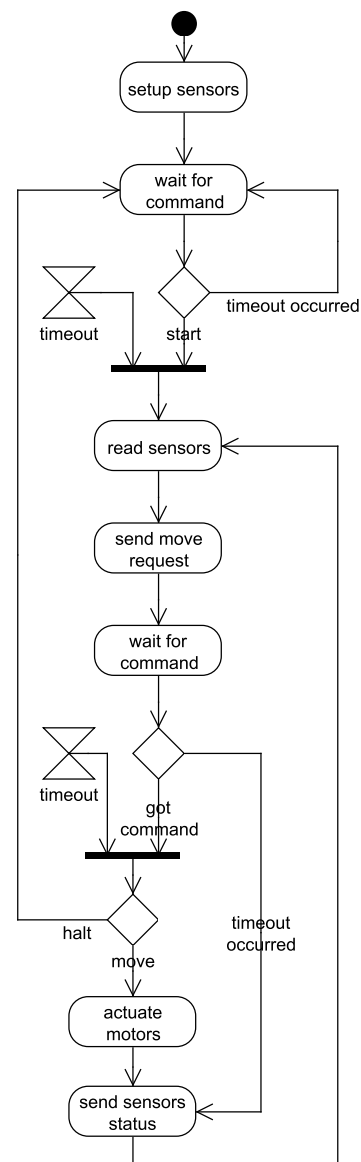 setup sensors
wait for
command
timeout occurred
timeout
start
read sensors
send move
request
wait for
command
timeout
got
command
timeout
occurred
halt
move
actuate
motors
send sensors
status